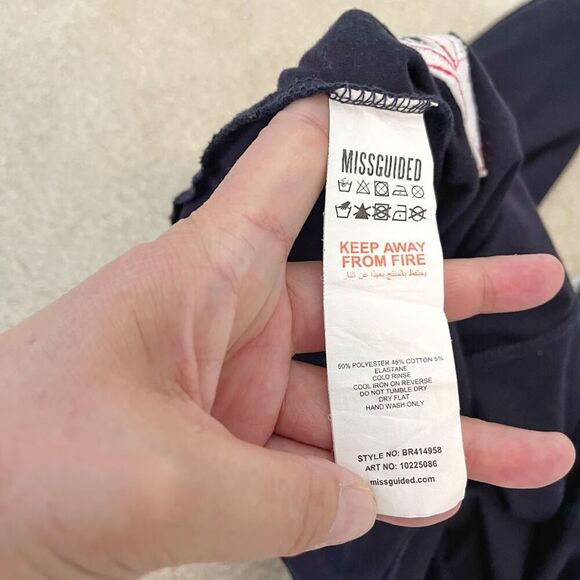 MISSGUIDED
KEEP AWAY
FROM FIRE
يحتفظ بالمنتج بعيدًا عن النار
50% POLYESTER 45% COTTON 5%
ELASTANE
COLD RINSE
COOL IRON ON REVERSE
DO NOT TUMBLE DRY
DRY FLAT
HAND WASH ONLY
STYLE NO: BR414958
ART NO: 10225086
missguided.com